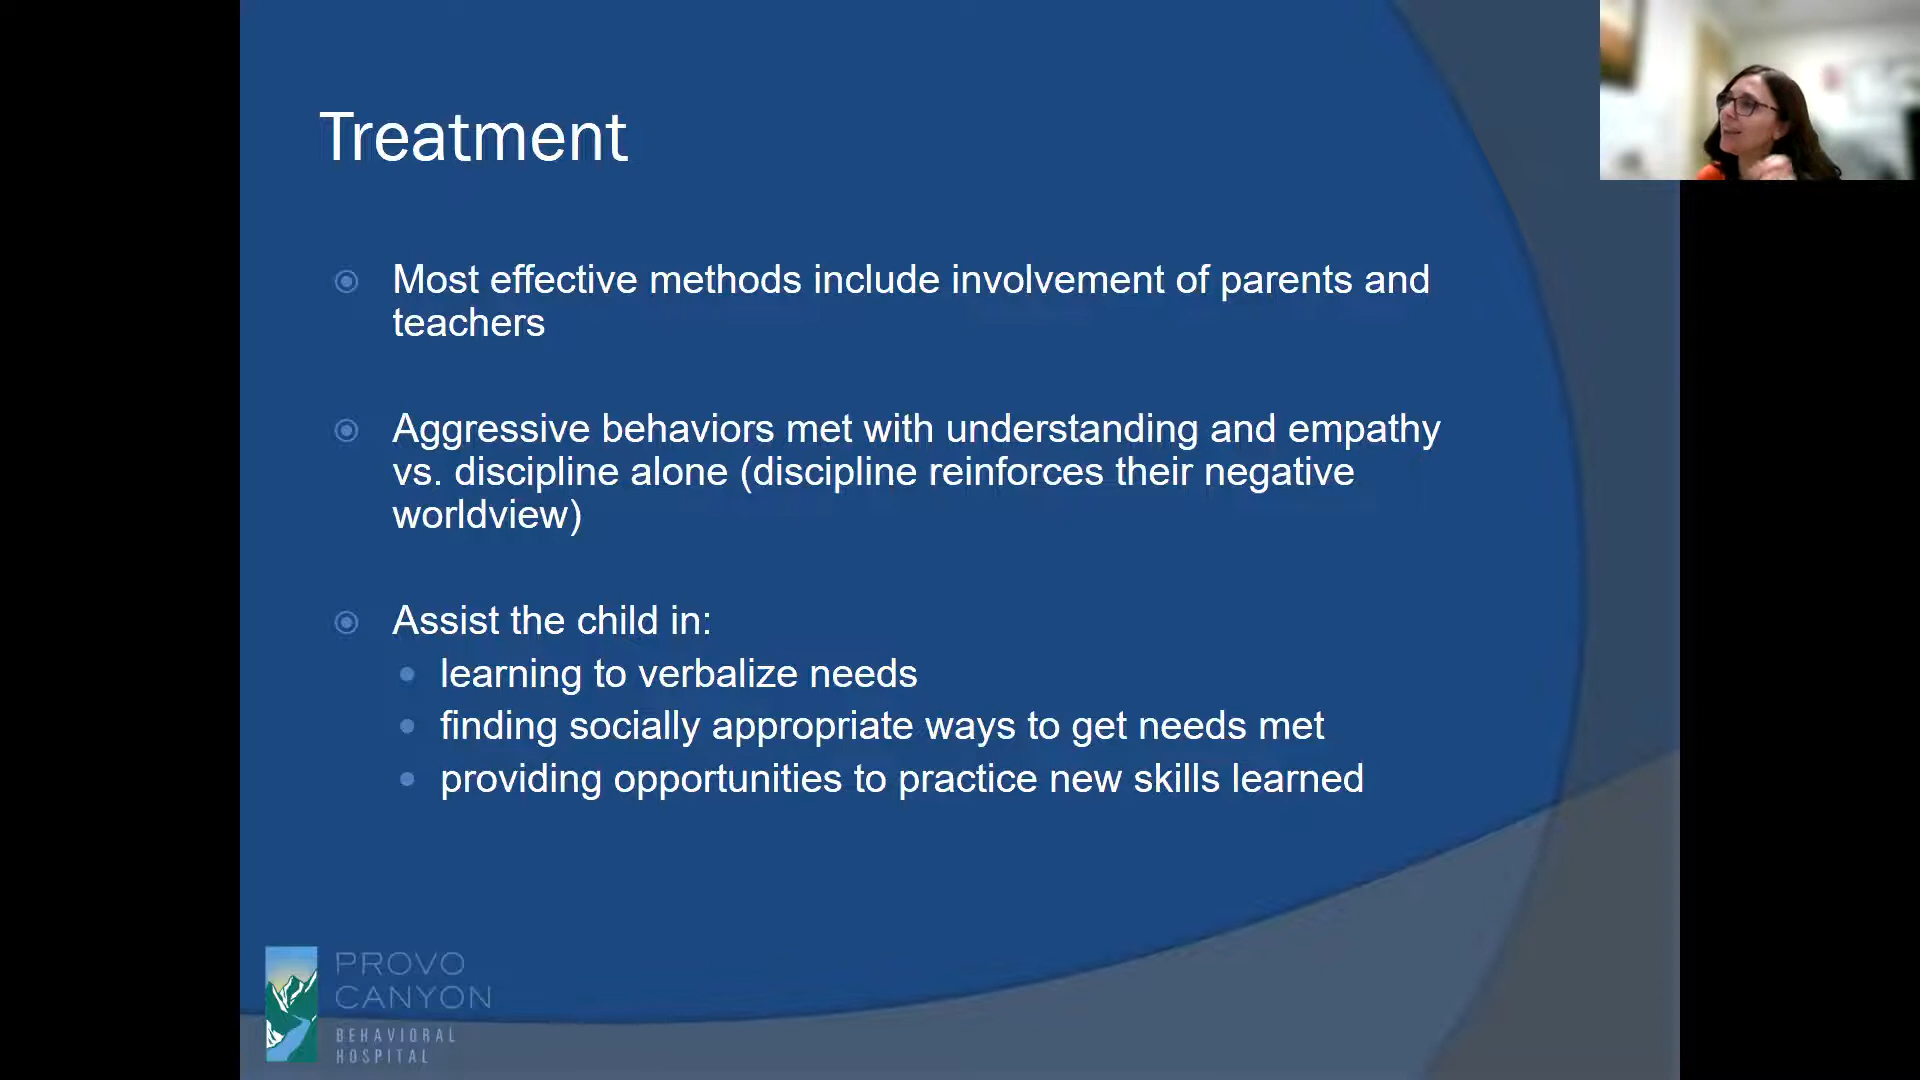 Treatment
Most effective methods include involvement of parents and
teachers
Aggressive behaviors met with understanding and empathy
vs. discipline alone (discipline reinforces their negative
worldview)
Assist the child in:
learning to verbalize needs
finding socially appropriate ways to get needs met
providing opportunities to practice new skills learned
PROVO
CANYON
BEHAVIORAL
HOSPITAL